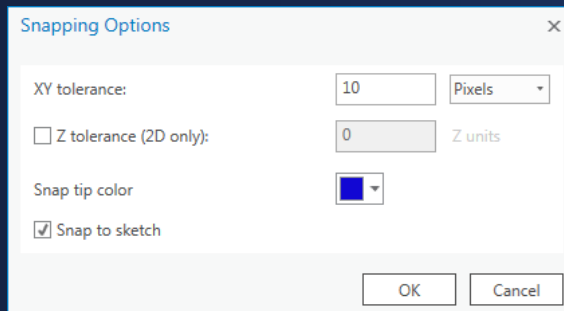 Snapping Options
XY tolerance: 10 Pixels
Z tolerance (2D only): 0 Z units
Snap tip color
Snap to sketch
OK Cancel